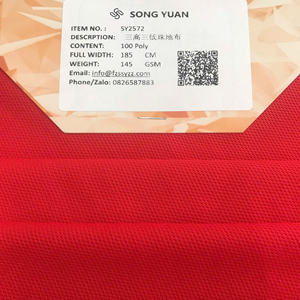 SONG YUAN
ITEM NO. : SY2572
DESCRPTION: 三高三低珠地布
CONTENT: 100 Poly
FULL WIDTH: 185 CM
WEIGHT: 145 GSM
Email: info@fzssyzz.com
Phone/Zalo: 0826587883